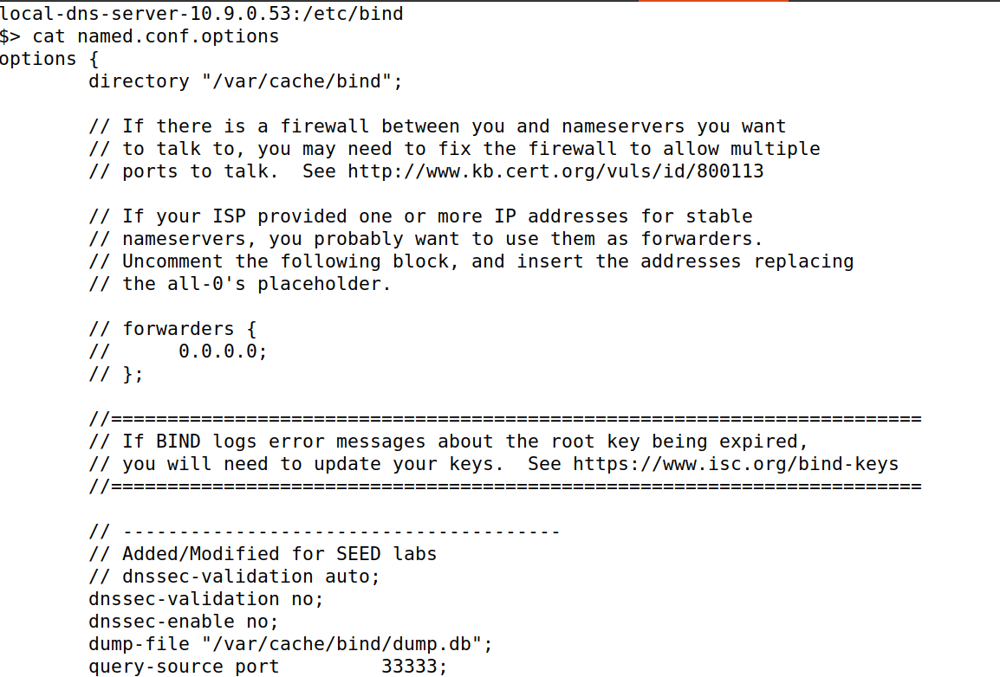 local-dns-server-10.9.0.53:/etc/bind
$> cat named.conf.options
options {
        directory "/var/cache/bind";

        // If there is a firewall between you and nameservers you want
        // to talk to, you may need to fix the firewall to allow multiple
        // ports to talk.  See http://www.kb.cert.org/vuls/id/800113

        // If your ISP provided one or more IP addresses for stable
        // nameservers, you probably want to use them as forwarders.
        // Uncomment the following block, and insert the addresses replacing
        // the all-0's placeholder.

        // forwarders {
        //      0.0.0.0;
        // };

        //========================================================================
        // If BIND logs error messages about the root key being expired,
        // you will need to update your keys.  See https://www.isc.org/bind-keys
        //========================================================================

        // ---------------------------------------
        // Added/Modified for SEED labs
        // dnssec-validation auto;
        dnssec-validation no;
        dnssec-enable no;
        dump-file "/var/cache/bind/dump.db";
        query-source port         33333;